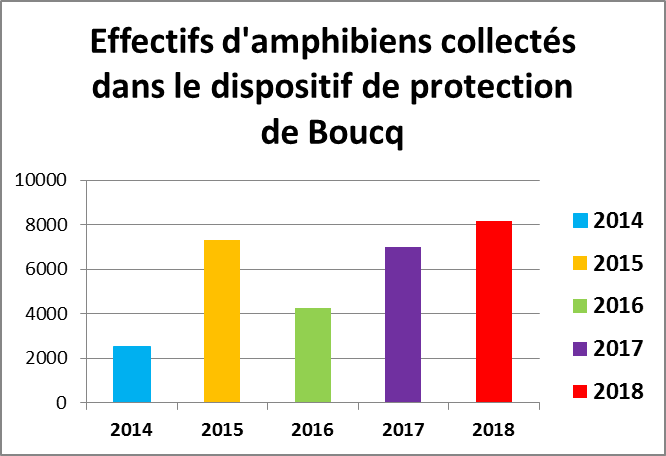 Effectifs d'amphibiens collectés
dans le dispositif de protection
de Boucq
10000
8000
6000
4000
2000
0
2014 2015 2016 2017 2018
2014
2015
2016
2017
2018